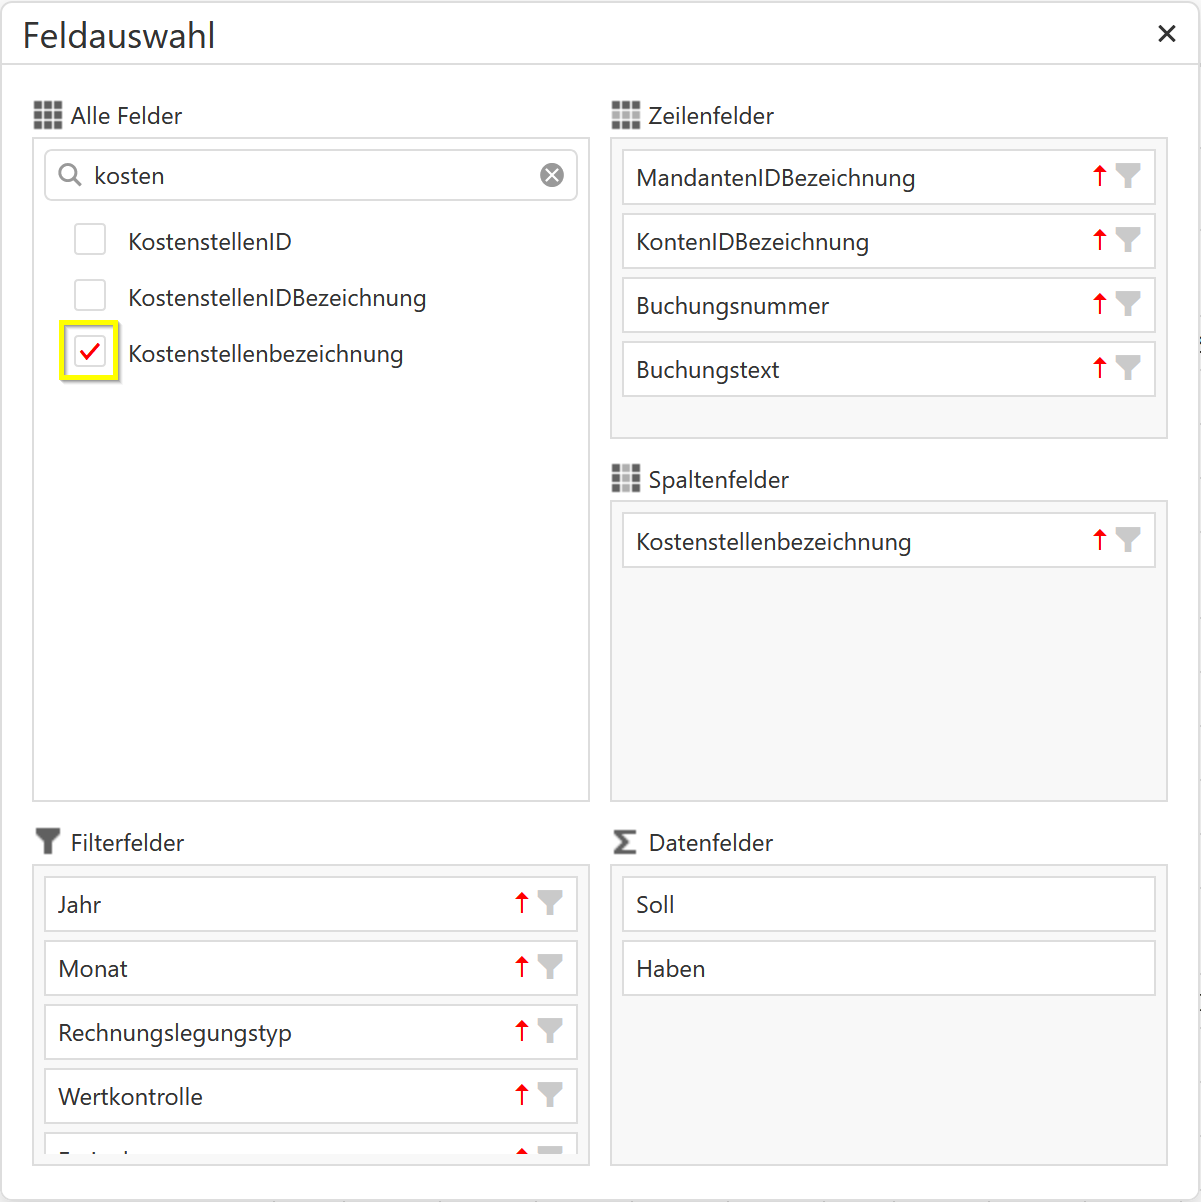 Feldauswahl
Alle Felder
kosten
KostenstellenID
KostenstellenIDBezeichnung
Kostenstellenbezeichnung
Zeilenfelder
MandantenIDBezeichnung
KontenIDBezeichnung
Buchungsnummer
Buchungstext
Spaltenfelder
Kostenstellenbezeichnung
Filterfelder
Jahr
Monat
Rechnungslegungstyp
Wertkontrolle
Datenfelder
Soll
Haben